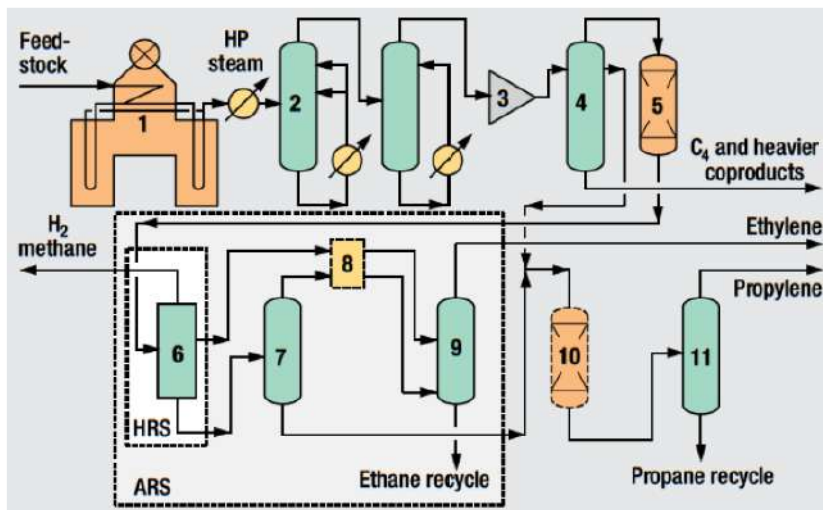 Feed-
stock
HP
steam
1
2
3
4
5
C4 and heavier
coproducts
H2
methane
Ethylene
Propylene
6
7
8
9
10
11
HRS
ARS
Ethane recycle
Propane recycle